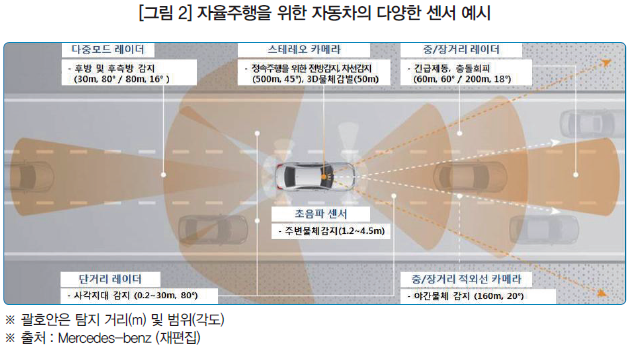 [그림 2] 자율주행을 위한 자동차의 다양한 센서 예시
다중모드 레이더
- 후방 및 후측방 감지
(30m, 80° / 80m, 16° )
스테레오 카메라
- 정속주행을 위한 전방감지, 차선감지
(500m, 45°), 3D물체감별(50m)
중/장거리 레이더
- 긴급제동, 충돌회피
(60m, 60° / 200m, 18°)
초음파 센서
- 주변물체감지(1.2~4.5m)
단거리 레이더
- 사각지대 감지 (0.2~30m, 80°)
중/장거리 적외선 카메라
- 야간물체 감지 (160m, 20°)
※ 괄호안은 탐지 거리(m) 및 범위(각도)
※ 출처 : Mercedes-benz (재편집)